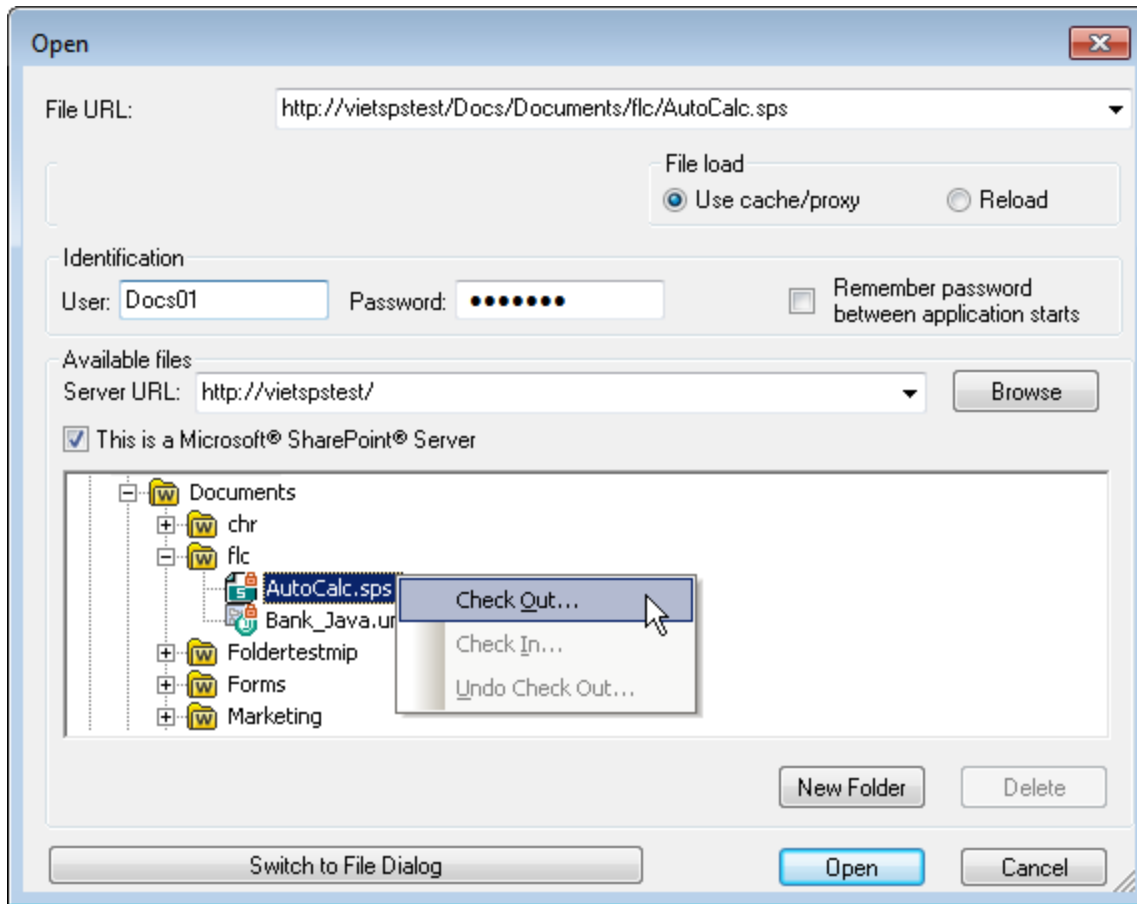 Open
File URL: http://vietspstest/Docs/Documents/flc/AutoCalc.sps
File load
Use cache/proxy Reload
Identification
User: Docs01 Password: Remember password
between application starts
Available files
Server URL: http://vietspstest/ Browse
This is a Microsoft® SharePoint® Server
Documents
chr
flc
AutoCalc.sps Check Out...
Bank_Java.
Check In...
Foldertestmip
Forms Undo Check Out...
Marketing
New Folder Delete
Switch to File Dialog Open Cancel